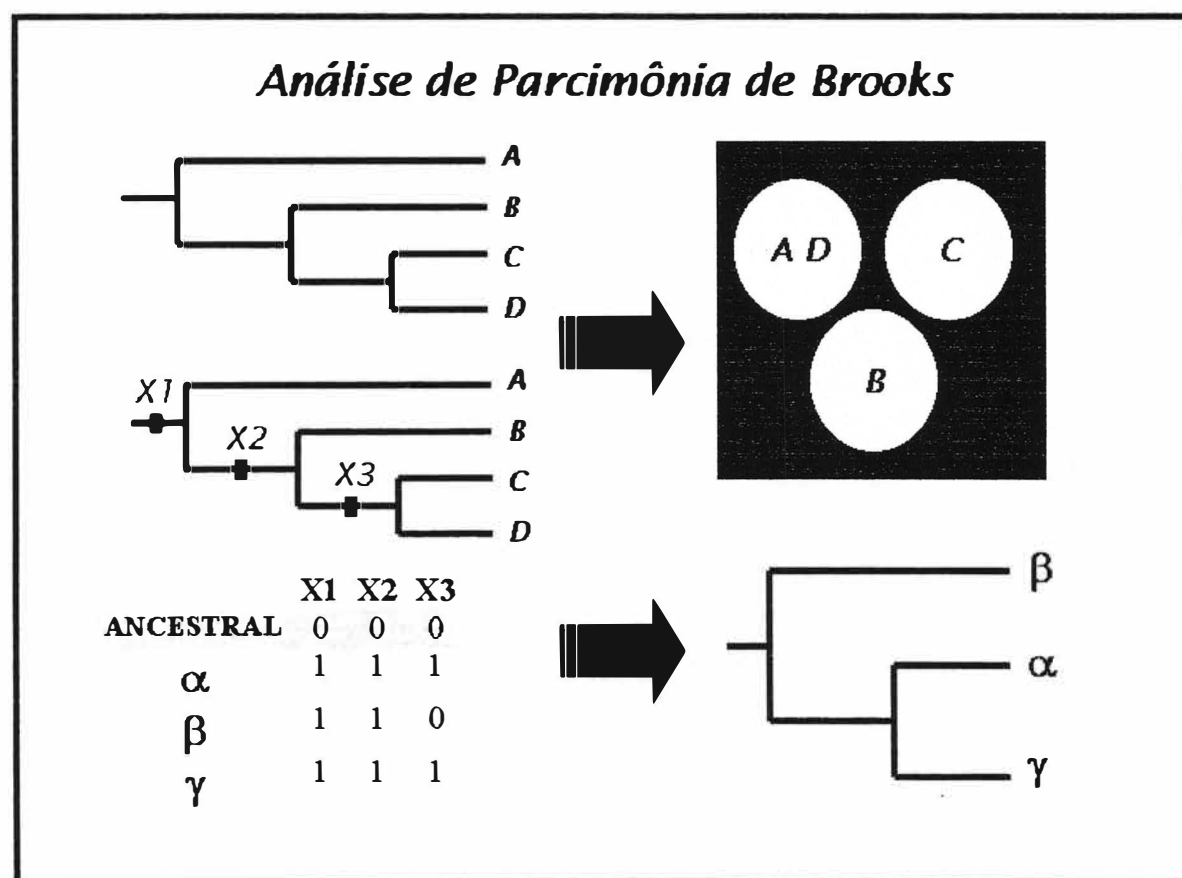 Análise de Parcimônia de Brooks
A
B
C
D
A D
C
B
X1
X2
X3
A
B
C
D
X1 X2 X3
ANCESTRAL 0 0 0
α 1 1 1
β 1 1 0
γ 1 1 1
β
α
γ